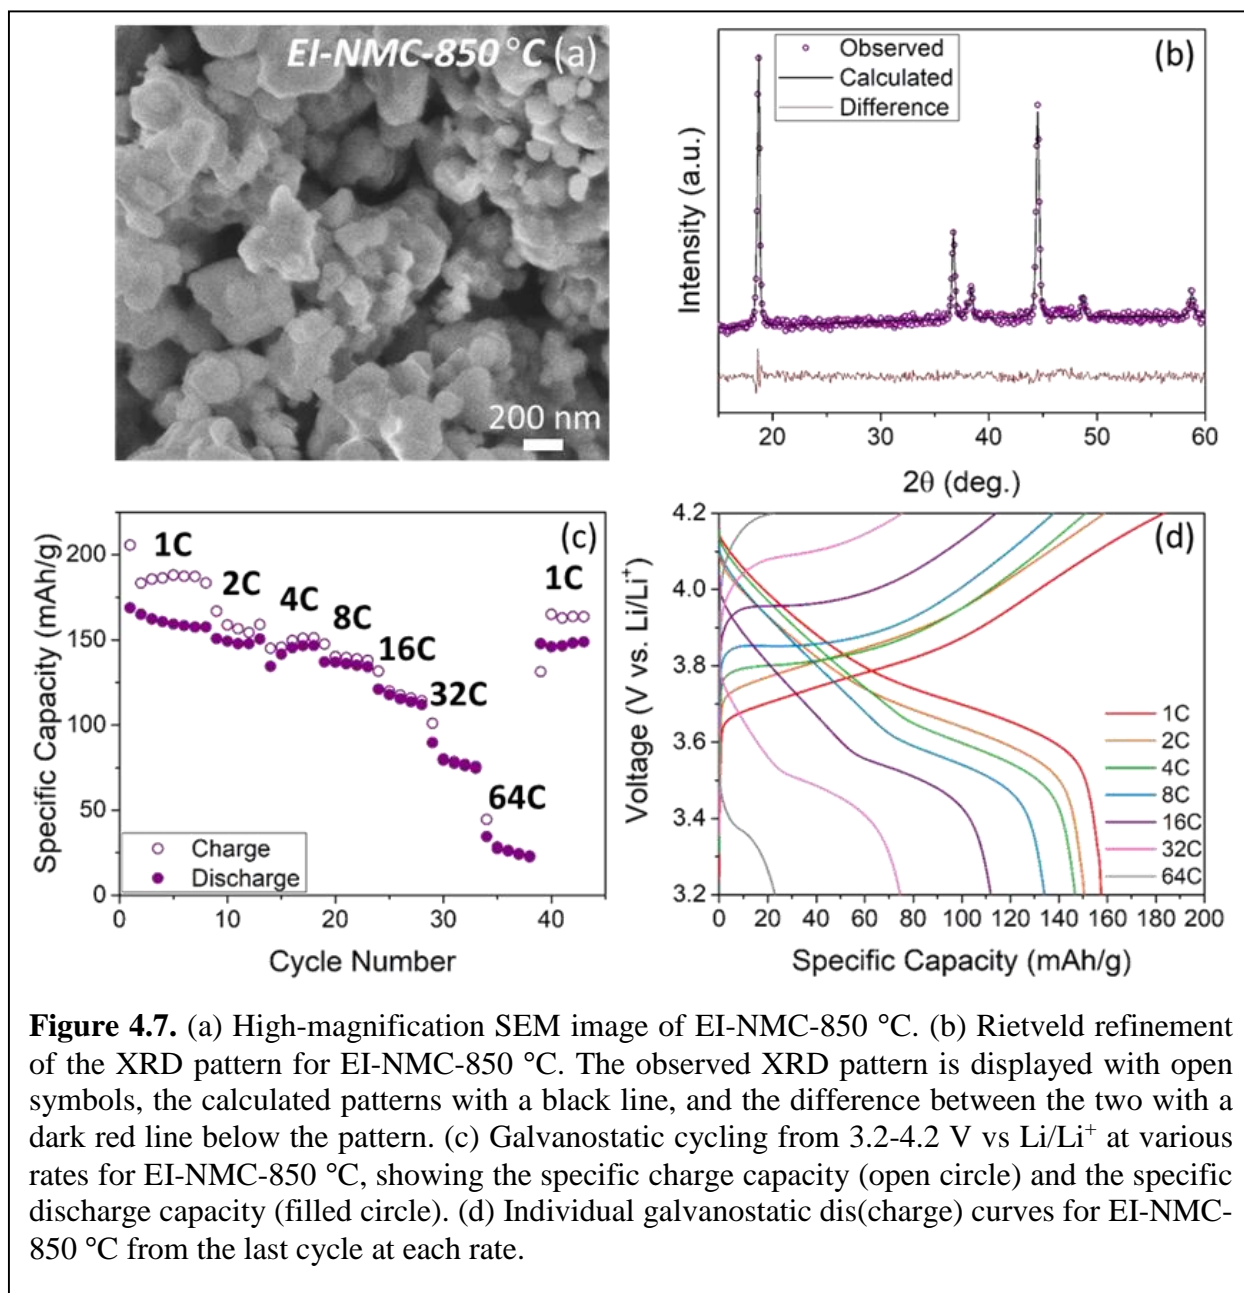 EI-NMC-850 °C (a)
200 nm
Observed
Calculated
Difference
(b)
Intensity (a.u.)
20 30 40 50 60
2θ (deg.)
(c)
1C
2C
4C
8C
16C
32C
64C
1C
200
150
100
50
0
Specific Capacity (mAh/g)
Charge
Discharge
0 10 20 30 40
Cycle Number
(d)
4.2
4.0
3.8
3.6
3.4
3.2
Voltage (V vs. Li/Li⁺)
1C
2C
4C
8C
16C
32C
64C
0 20 40 60 80 100 120 140 160 180 200
Specific Capacity (mAh/g)
Figure 4.7. (a) High-magnification SEM image of EI-NMC-850 °C. (b) Rietveld refinement
of the XRD pattern for EI-NMC-850 °C. The observed XRD pattern is displayed with open
symbols, the calculated patterns with a black line, and the difference between the two with a
dark red line below the pattern. (c) Galvanostatic cycling from 3.2-4.2 V vs Li/Li⁺ at various
rates for EI-NMC-850 °C, showing the specific charge capacity (open circle) and the specific
discharge capacity (filled circle). (d) Individual galvanostatic dis(charge) curves for EI-NMC-
850 °C from the last cycle at each rate.